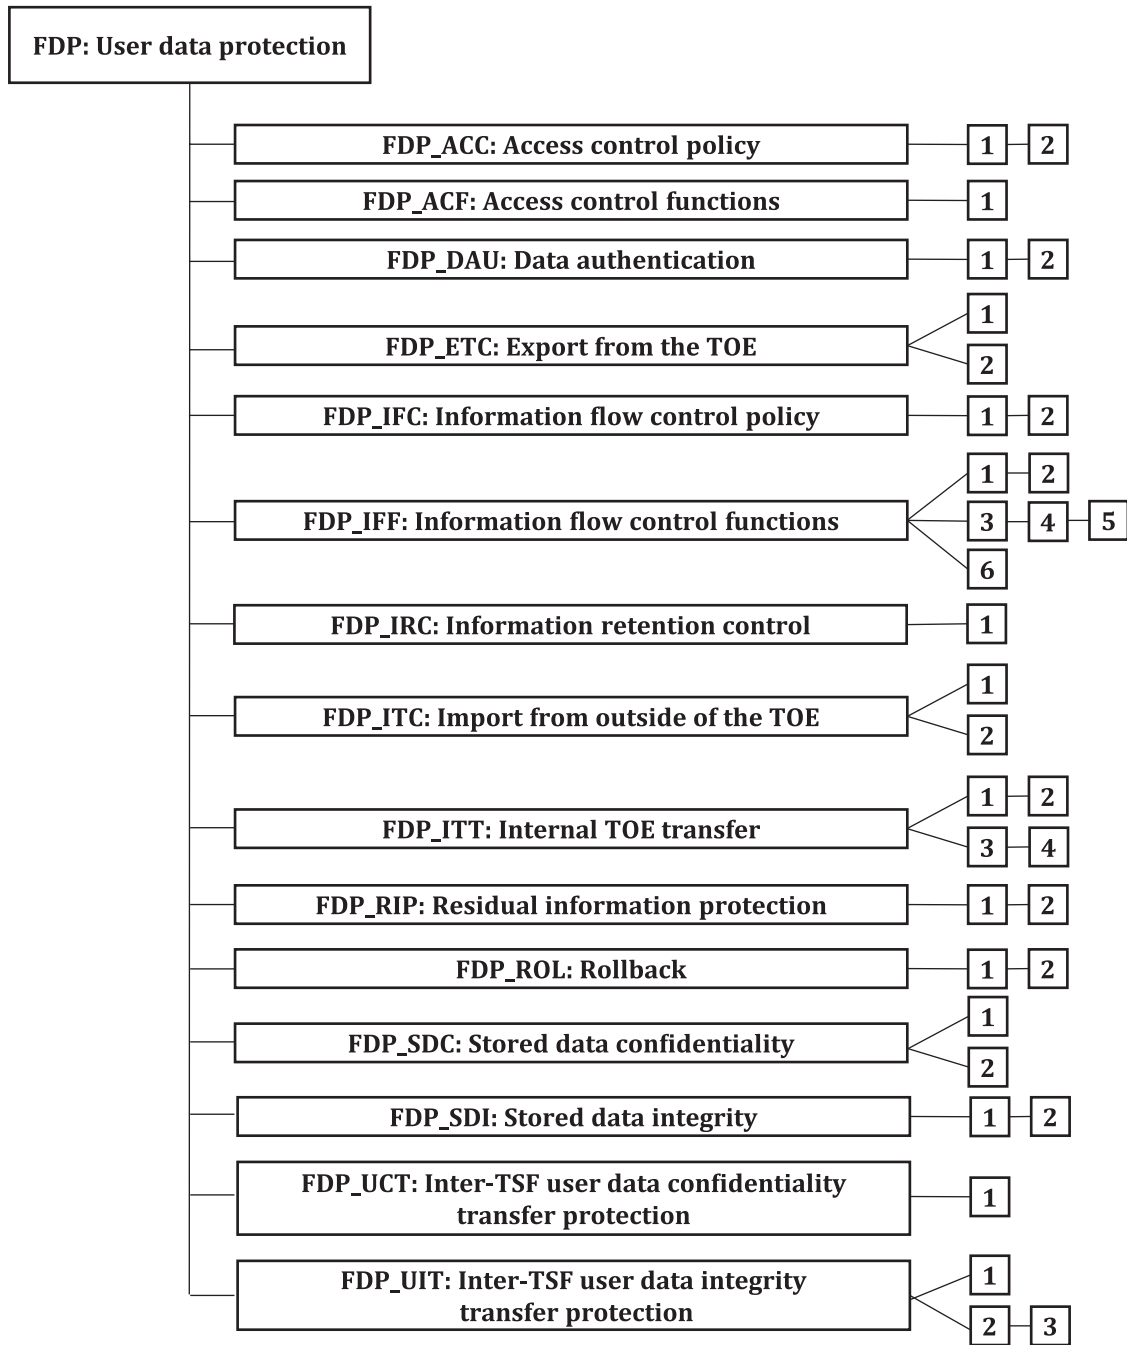 FDP: User data protection
FDP_ACC: Access control policy 1 2
FDP_ACF: Access control functions 1
FDP_DAU: Data authentication 1 2
1
FDP_ETC: Export from the TOE
2
FDP_IFC: Information flow control policy 1 2
1 2
FDP_IFF: Information flow control functions 3 4 5
6
FDP_IRC: Information retention control 1
1
FDP_ITC: Import from outside of the TOE
2
1 2
FDP_ITT: Internal TOE transfer
3 4
FDP_RIP: Residual information protection 1 2
FDP_ROL: Rollback 1 2
1
FDP_SDC: Stored data confidentiality
2
FDP_SDI: Stored data integrity 1 2
FDP_UCT: Inter-TSF user data confidentiality
transfer protection
1
FDP_UIT: Inter-TSF user data integrity
transfer protection
1
2 3